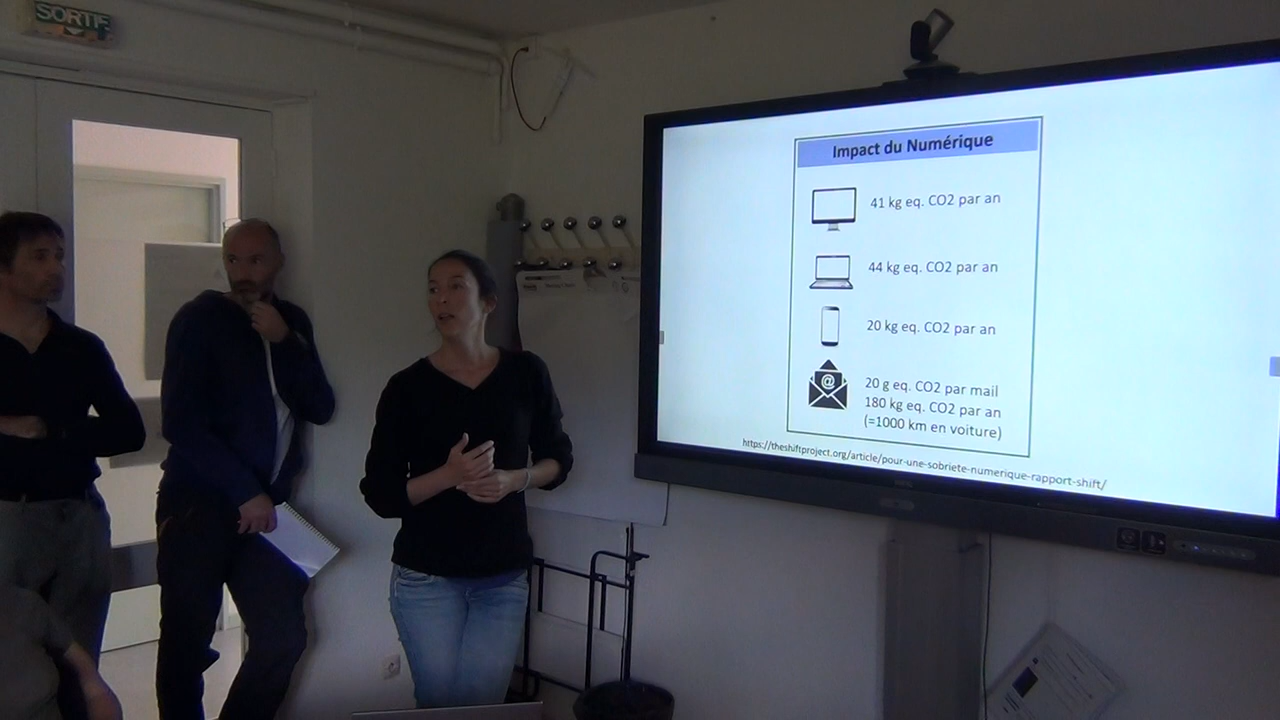 SORTIE
Impact du Numérique
41 kg eq. CO2 par an
44 kg eq. CO2 par an
20 kg eq. CO2 par an
@
20 g eq. CO2 par mail
180 kg eq. CO2 par an
(=1000 km en voiture)
https://theshiftproject.org/article/pour-une-sobriete-numerique-rapport-shift/